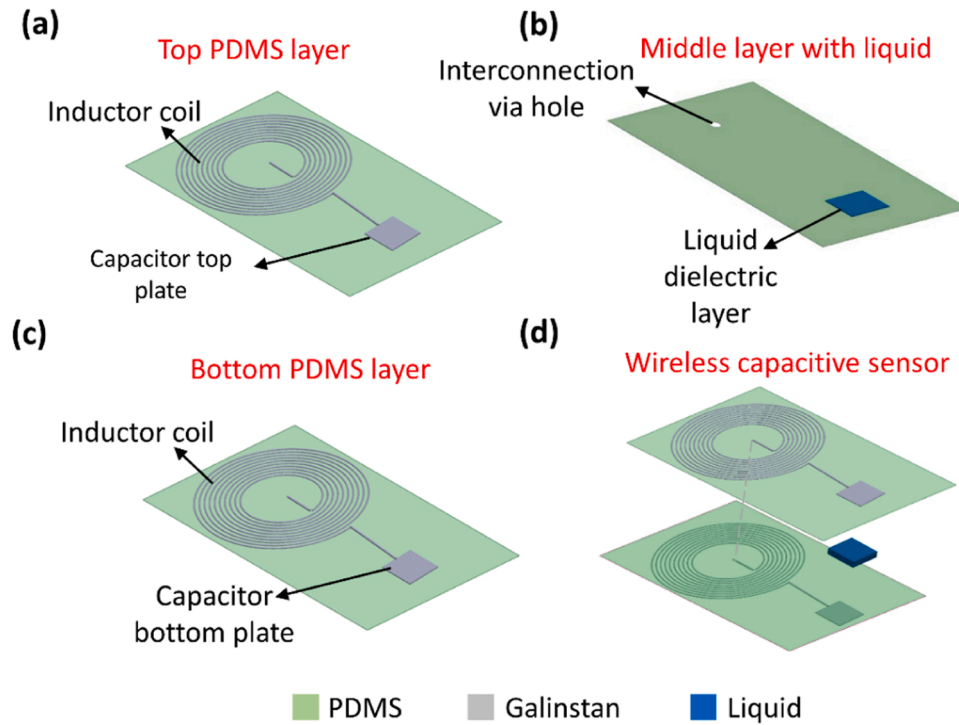 (a)
Top PDMS layer
Inductor coil
Capacitor top
plate
(b)
Middle layer with liquid
Interconnection
via hole
Liquid
dielectric
layer
(c)
Bottom PDMS layer
Inductor coil
Capacitor
bottom plate
(d)
Wireless capacitive sensor
PDMS
Galinstan
Liquid